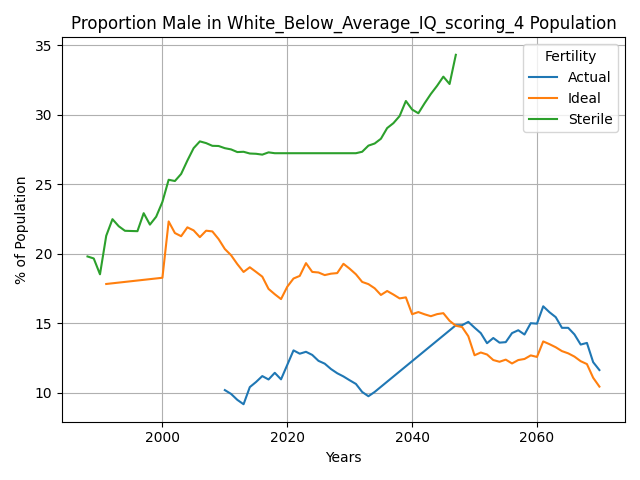 Proportion Male in White_Below_Average_IQ_scoring_4 Population
35
30
25
20
15
10
% of Population
2000
2020
2040
2060
Years
Fertility
Actual
Ideal
Sterile